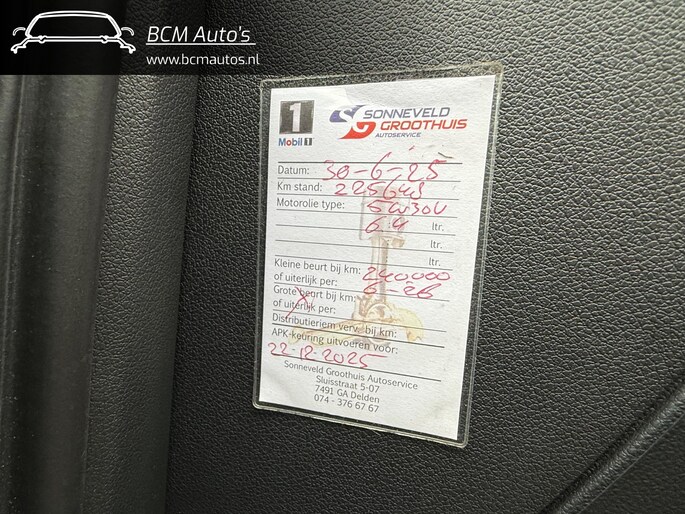 BCM Auto's
www.bcmautos.nl
1
Mobil 1
SG SONNEVELD
GROOTHUIS
AUTOSERVICE
Datum: 30-6-25
Km stand: 225648
Motorolie type: 5W30V
6.4 ltr.
ltr.
ltr.
Kleine beurt bij km: 240000
of uiterlijk per: 6-26
Grote beurt bij km:
of uiterlijk per:
Distributieriem verv. bij km:
APK-keuring uitvoeren vóór:
22-12-2025
Sonneveld Groothuis Autoservice
Sluisstraat 5-07
7491 GA Delden
074 - 376 67 67